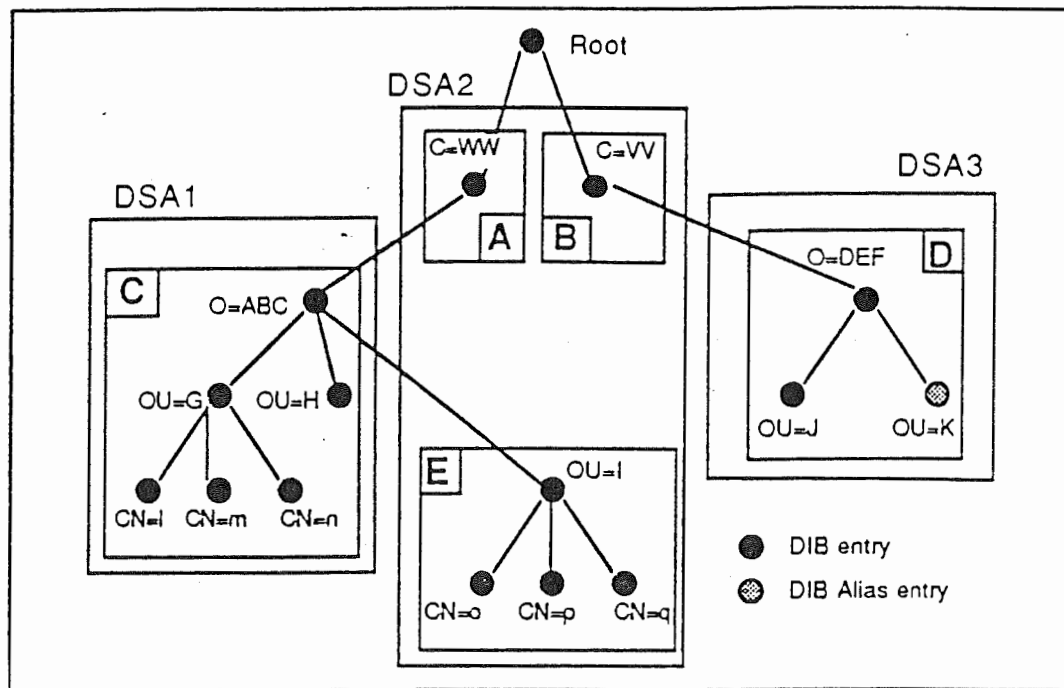 Root
DSA2
C=WW
C=VV
DSA3
DSA1
A
B
O=DEF
D
C
O=ABC
OU=G
OU=H
OU=J
OU=K
E
OU=I
CN=l
CN=m
CN=n
DIB entry
CN=o
CN=p
CN=q
DIB Alias entry